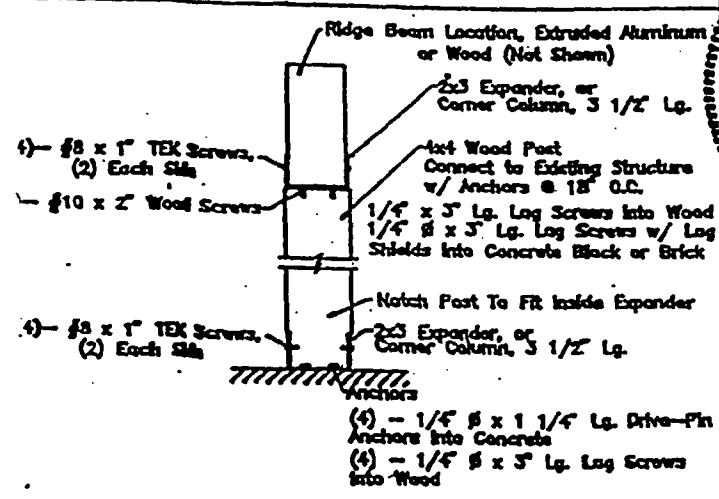 Ridge Beam Location, Extruded Aluminum
or Wood (Not Shown)
2x3 Expander, or
Corner Column, 3 1/2" Lg.
4)- #8 x 1" TEK Screws,
(2) Each Side
4x4 Wood Post
Connect to Existing Structure
w/ Anchors @ 18" O.C.
- #10 x 2" Wood Screws
1/4" x 3" Lg. Lag Screws Into Wood
1/4" Ø x 3" Lg. Lag Screws w/ Lag
Shields Into Concrete Block or Brick
Notch Post To Fit Inside Expander
4)- #8 x 1" TEK Screws,
(2) Each Side
2x3 Expander, or
Corner Column, 3 1/2" Lg.
Anchors
(4) - 1/4" Ø x 1 1/4" Lg. Drive-Pin
Anchors Into Concrete
(4) - 1/4" Ø x 3" Lg. Lag Screws
Into Wood